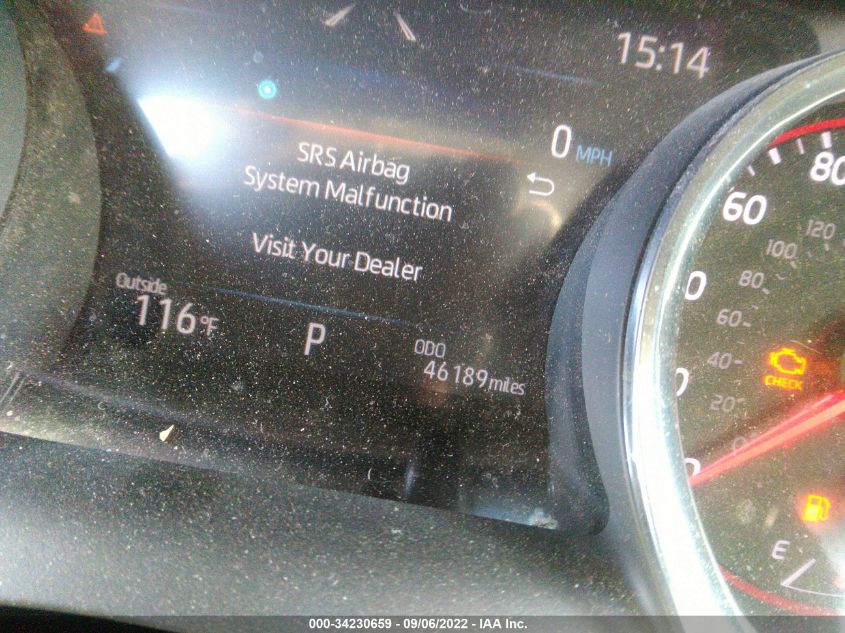 15:14
0 MPH
SRS Airbag
System Malfunction
Visit Your Dealer
Outside
116°F
P
ODO
46189 miles
80
60
120
100
80
60
40
20
0
CHECK
E
000-34230659 - 09/06/2022 - IAA Inc.